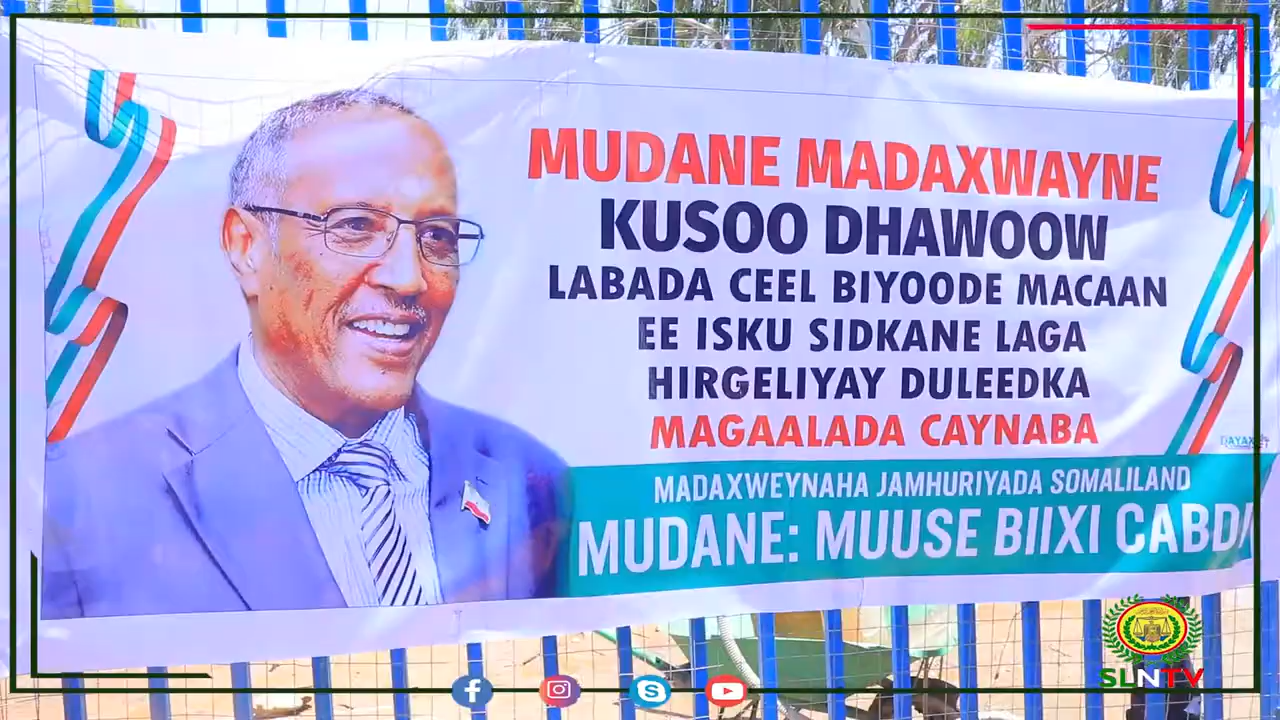 MUDANE MADAXWAYNE
KUSOO DHAWOOW
LABADA CEEL BIYOODE MACAAN
EE ISKU SIDKANE LAGA
HIRGELIYAY DULEEDKA
MAGAALADA CAYNABA
MADAXWEYNAHA JAMHURIYADA SOMALILAND
MUDANE: MUUSE BIIXI CABDI
SLNTV